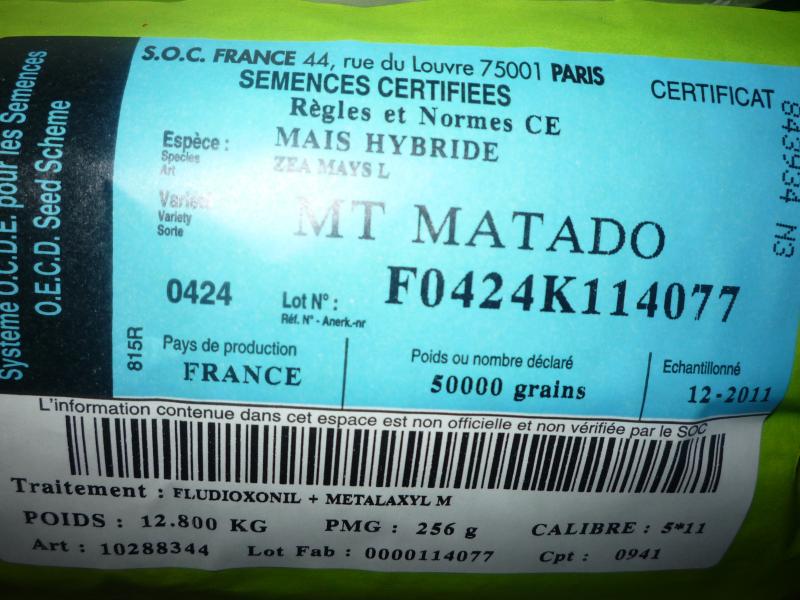 Système O.C.D.E. pour les Semences
O.E.C.D. Seed Scheme
S.O.C. FRANCE 44, rue du Louvre 75001 PARIS
SEMENCES CERTIFIEES
Règles et Normes CE
CERTIFICAT
843934 N3
Espèce :
Species
Art
MAIS HYBRIDE
ZEA MAYS L
Variété
Variety
Sorte
MT MATADO
0424
Lot N° :
Réf. N° - Anerk.-nr
F0424K114077
815R
Pays de production
FRANCE
Poids ou nombre déclaré
50000 grains
Echantillonné
12-2011
L'information contenue dans cet espace est non officielle et non vérifiée par le SOC
Traitement : FLUDIOXONIL + METALAXYL M
POIDS : 12.800 KG PMG : 256 g CALIBRE : 5*11
Art : 10288344 Lot Fab : 0000114077 Cpt : 0941